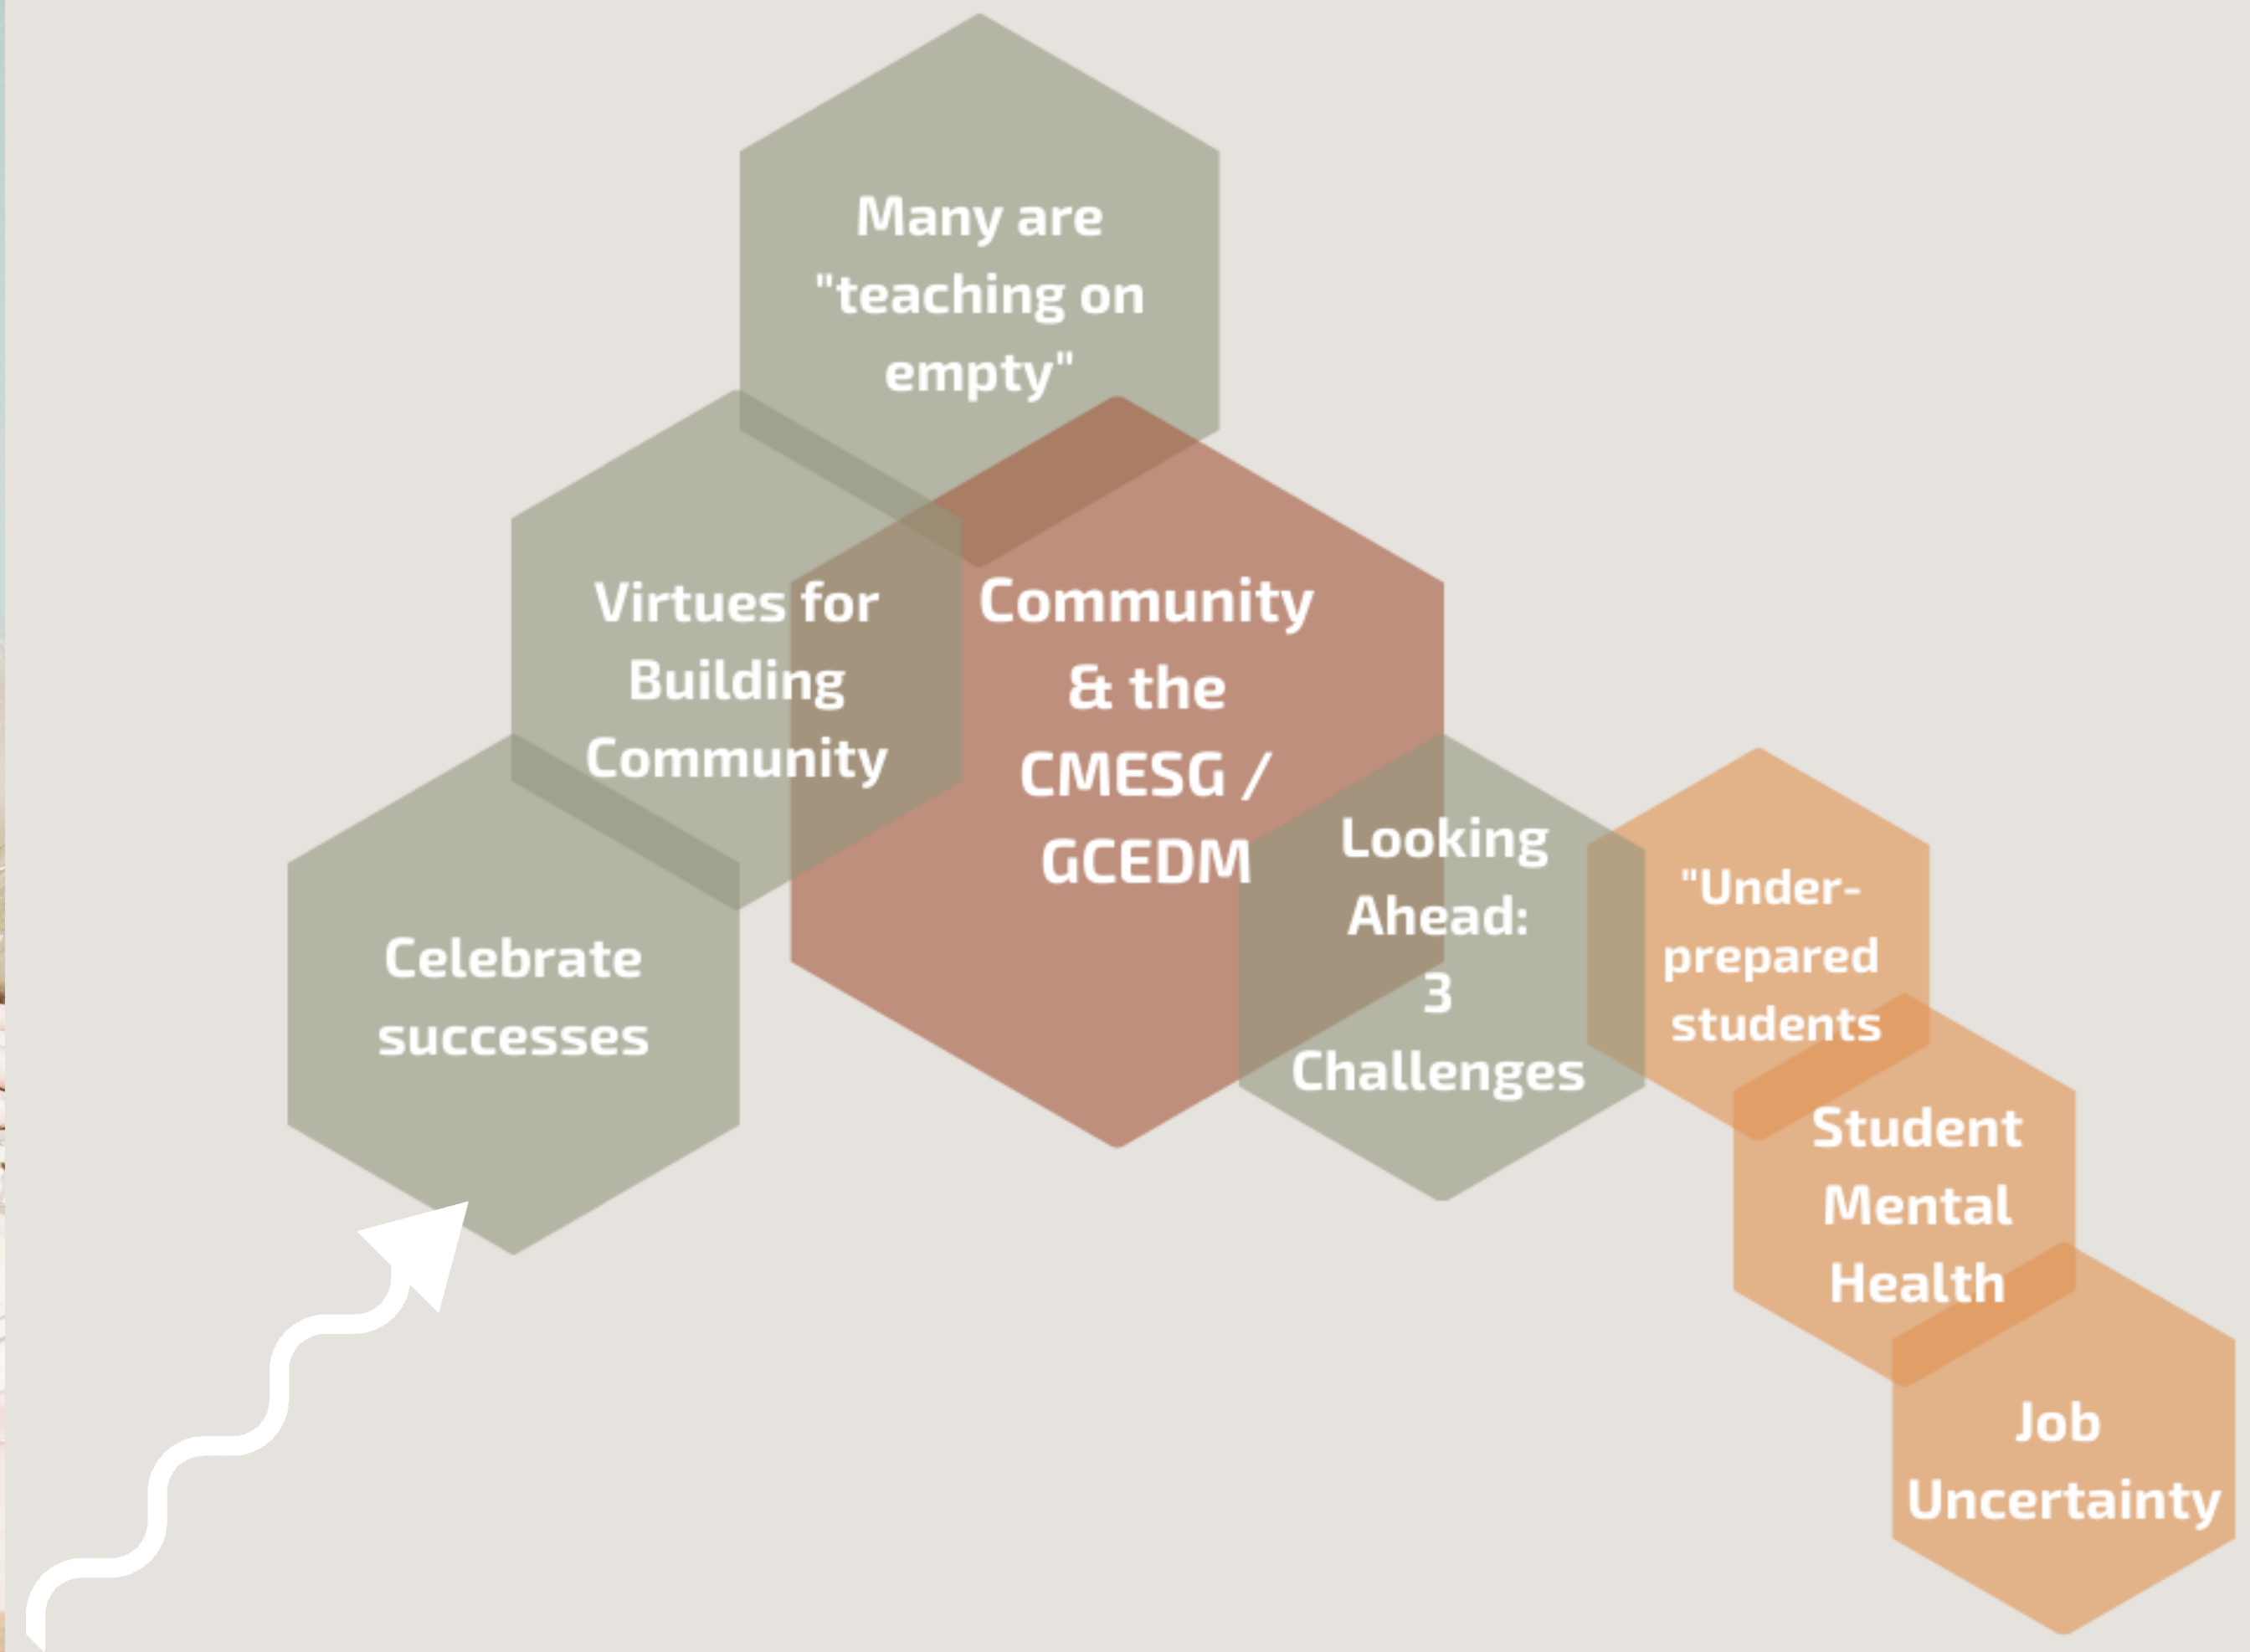 Many are
"teaching on
empty"
Virtues for
Building
Community
Community
& the
CMESG /
GCEDM
Celebrate
successes
Looking
Ahead:
3
Challenges
"Under-
prepared
students
Student
Mental
Health
Job
Uncertainty